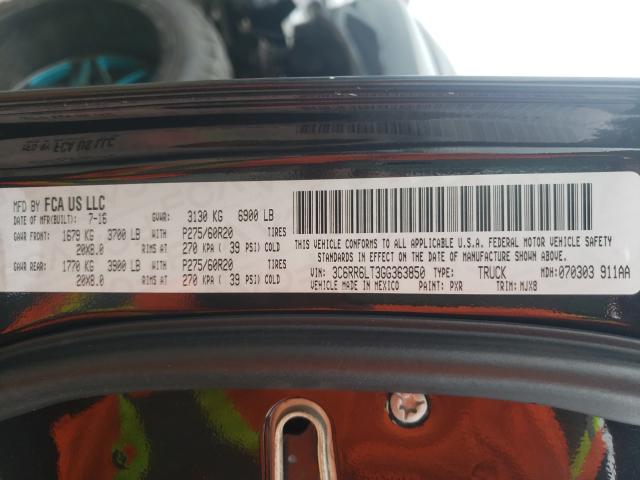 MFD BY FCA US LLC
DATE OF MFR(BUILT): 7-16 GVWR: 3130 KG 6900 LB
GAWR FRONT: 1679 KG 3700 LB WITH P275/60R20 TIRES
20X8.0 RIMS AT 270 KPA ( 39 PSI) COLD
GAWR REAR: 1770 KG 3900 LB WITH P275/60R20 TIRES
20X8.0 RIMS AT 270 KPA ( 39 PSI) COLD
THIS VEHICLE CONFORMS TO ALL APPLICABLE U.S.A. FEDERAL MOTOR VEHICLE SAFETY
STANDARDS IN EFFECT ON THE DATE OF MANUFACTURE SHOWN ABOVE.
VIN: 3C6RR6LT3GG363850 TYPE: TRUCK MDH: 070303 911AA
VEHICLE MADE IN MEXICO PAINT: PXR TRIM: MJX8